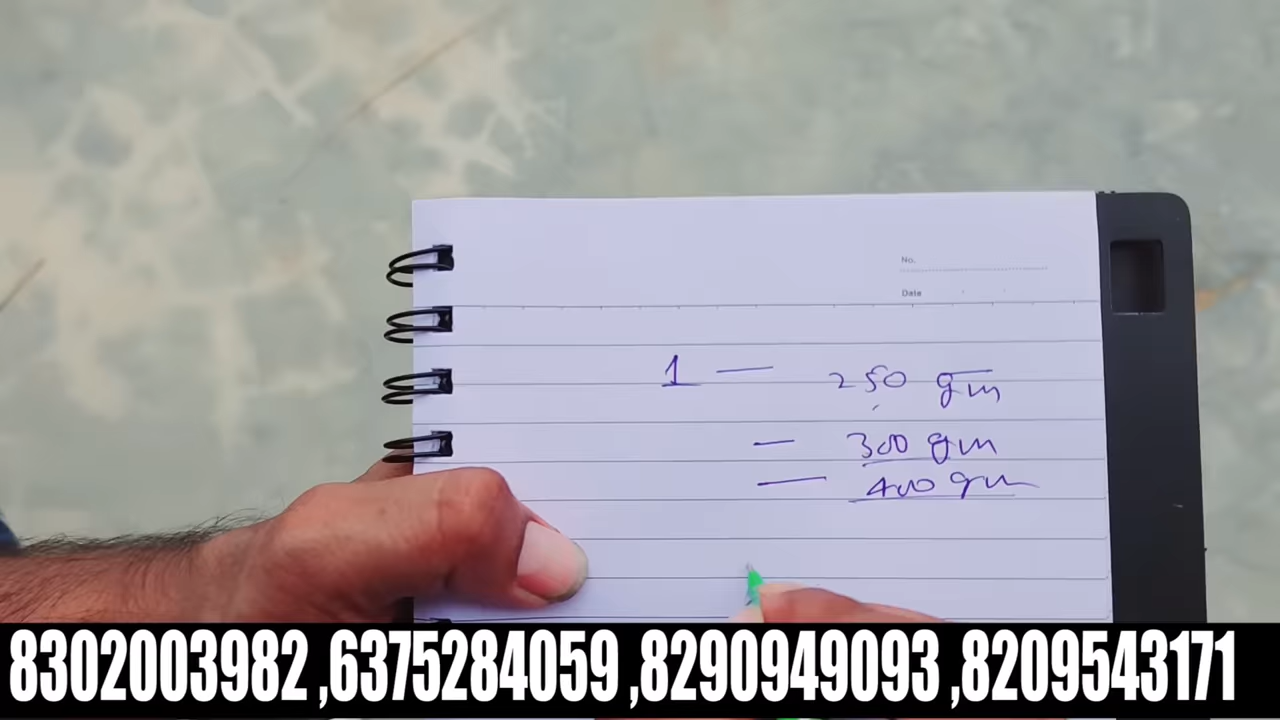 No.
Date
1 — 250 gm
— 300 gm
— 400 gm
8302003982 ,6375284059 ,8290949093 ,8209543171